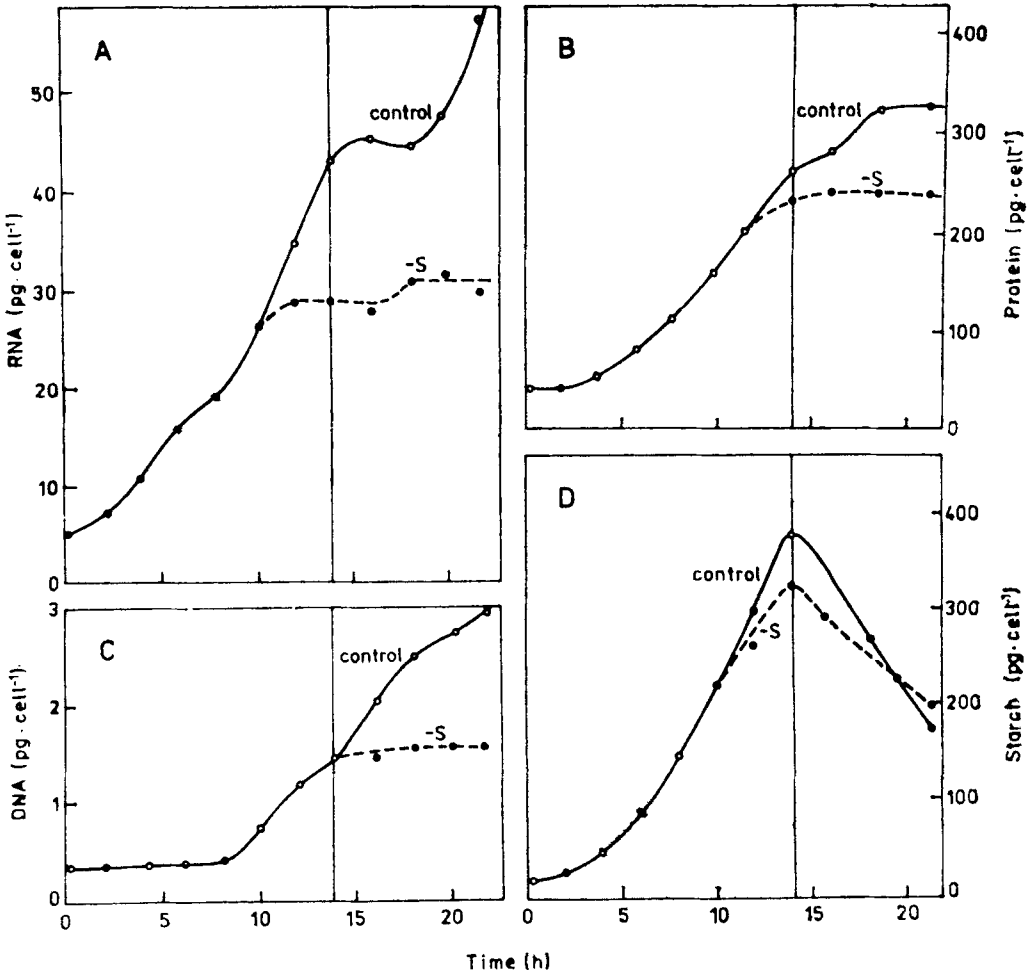 A
control
-S
RNA (pg·cell⁻¹)
50
40
30
20
10
0
B
control
-S
Protein (pg·cell⁻¹)
400
300
200
100
0
C
control
-S
DNA (pg·cell⁻¹).
3
2
1
0
0 5 10 15 20
D
control
-S
Starch (pg·cell⁻¹)
400
300
200
100
0
0 5 10 15 20
Time (h)